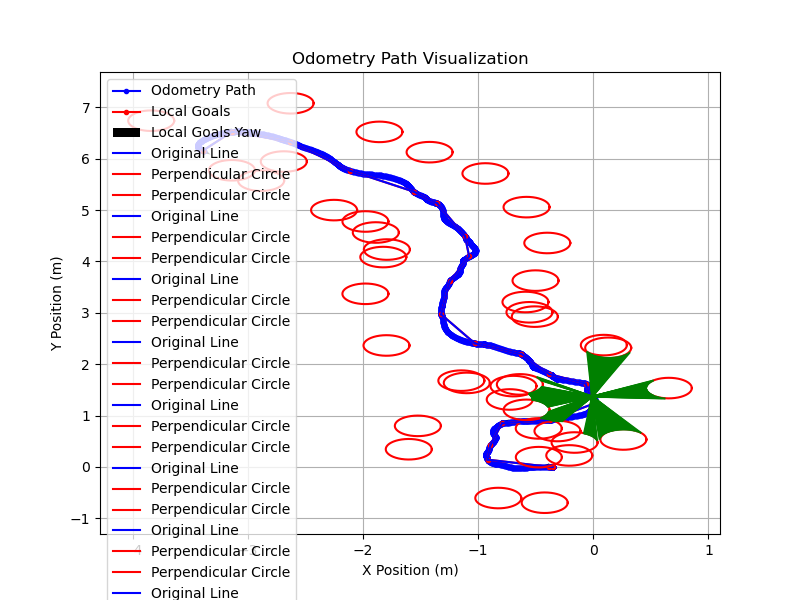 Odometry Path Visualization
Y Position (m)
7
6
5
4
3
2
1
0
−1
Odometry Path
Local Goals
Local Goals Yaw
Original Line
Perpendicular Circle
Perpendicular Circle
Original Line
Perpendicular Circle
Perpendicular Circle
Original Line
Perpendicular Circle
Perpendicular Circle
Original Line
Perpendicular Circle
Perpendicular Circle
Original Line
Perpendicular Circle
Perpendicular Circle
Original Line
Perpendicular Circle
Perpendicular Circle
Original Line
Perpendicular Circle
Perpendicular Circle
Original Line
−4 −3 −2 −1 0 1
X Position (m)